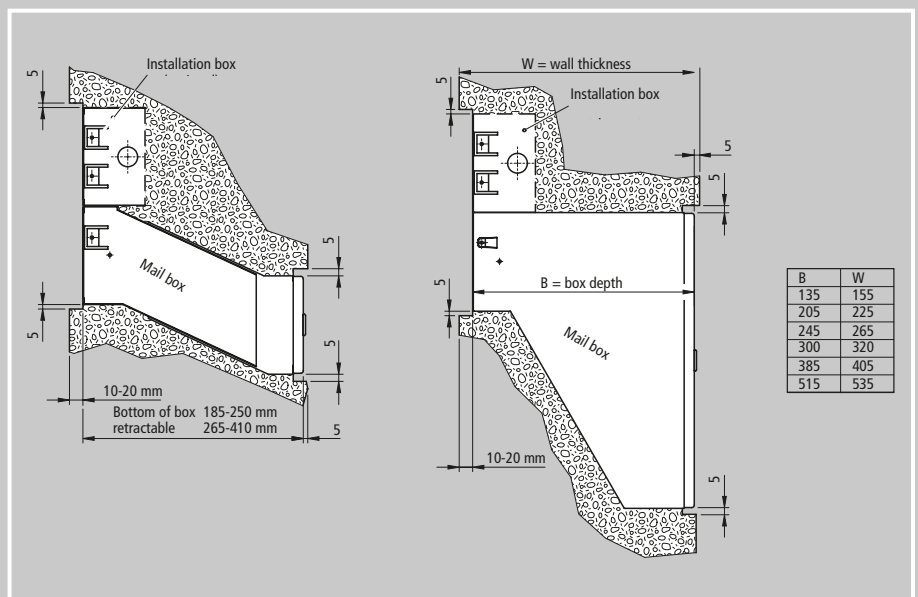 Installation box
5
5
Mail box
5
5
5
10-20 mm
Bottom of box 185-250 mm
retractable 265-410 mm
5
W = wall thickness
5
Installation box
5
5
B = box depth
5
Mail box
10-20 mm
5
B W
135 155
205 225
245 265
300 320
385 405
515 535